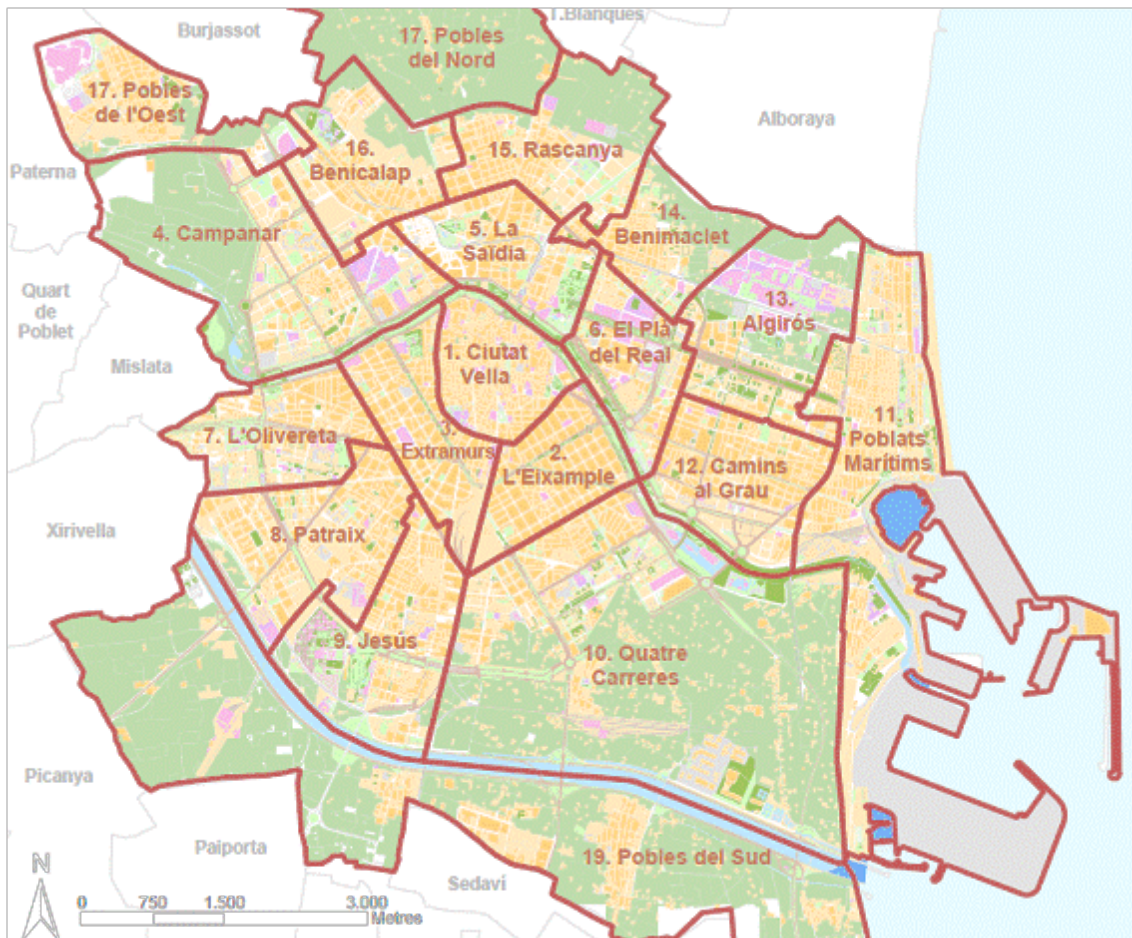 T.Blanques
Burjassot
17. Pobles
del Nord
17. Pobles
de l'Oest
Alboraya
16.
Benicalap
15. Rascanya
Paterna
4. Campanar
5. La
Saïdia
14.
Benimaclet
Quart
de
Poblet
13.
Algirós
6. El Plà
del Real
1. Ciutat
Vella
Mislata
7. L'Olivereta
3.
Extramurs
2.
L'Eixample
11.
Poblats
Marítims
12. Camins
al Grau
Xirivella
8. Patraix
9. Jesús
10. Quatre
Carreres
Picanya
Paiporta
Sedaví
19. Pobles del Sud
N
0 750 1.500 3.000
Metres